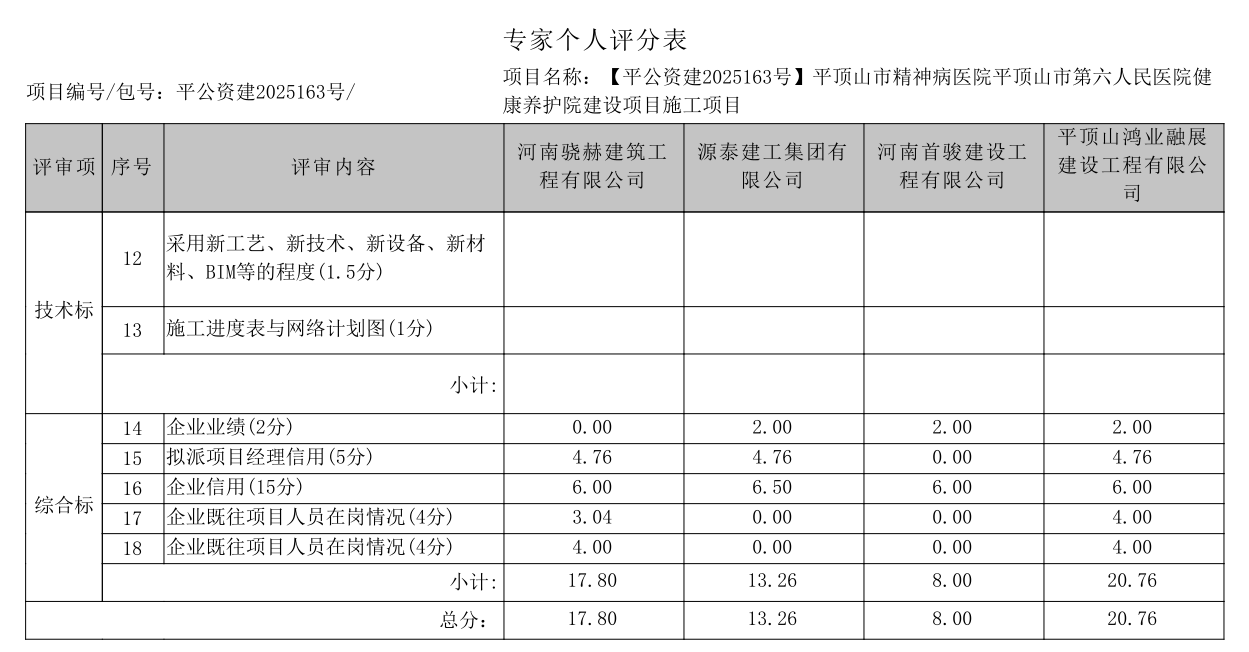 专家个人评分表
项目编号/包号：平公资建2025163号/
项目名称：【平公资建2025163号】平顶山市精神病医院平顶山市第六人民医院健
康养护院建设项目施工项目
评审项 序号 评审内容 河南骁赫建筑工程有限公司 源泰建工集团有限公司 河南首骏建设工程有限公司 平顶山鸿业融展建设工程有限公司
技术标
12 采用新工艺、新技术、新设备、新材
料、BIM等的程度(1.5分)
13 施工进度表与网络计划图(1分)
小计:
综合标
14 企业业绩(2分) 0.00 2.00 2.00 2.00
15 拟派项目经理信用(5分) 4.76 4.76 0.00 4.76
16 企业信用(15分) 6.00 6.50 6.00 6.00
17 企业既往项目人员在岗情况(4分) 3.04 0.00 0.00 4.00
18 企业既往项目人员在岗情况(4分) 4.00 0.00 0.00 4.00
小计: 17.80 13.26 8.00 20.76
总分： 17.80 13.26 8.00 20.76